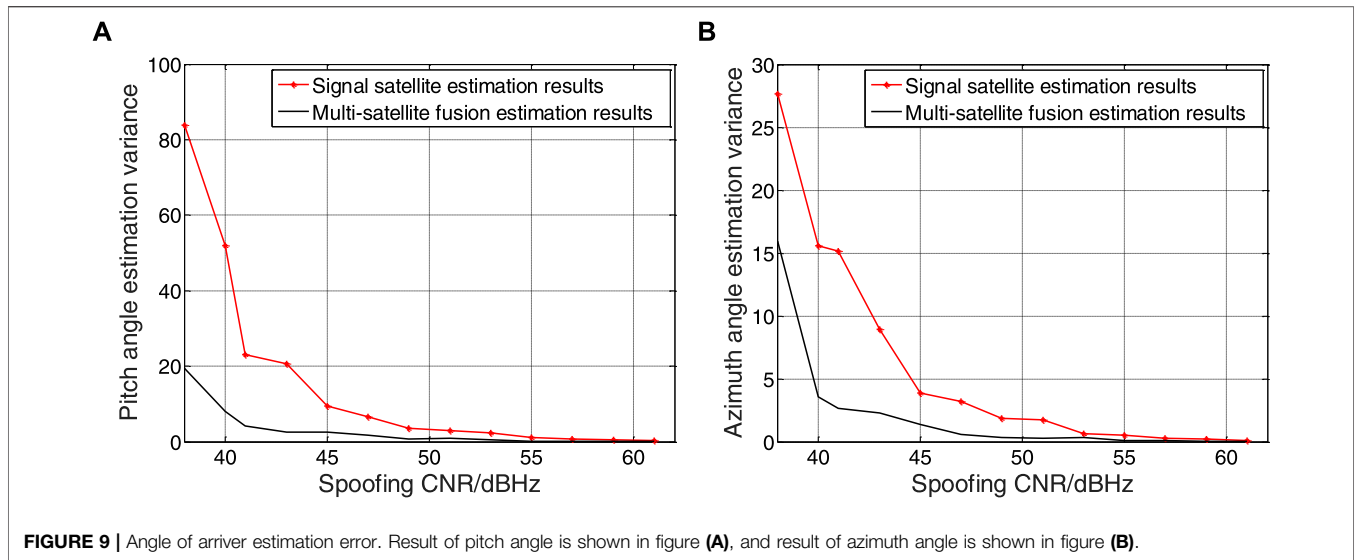 A
Pitch angle estimation variance
100
80
60
40
20
0
Signal satellite estimation results
Multi-satellite fusion estimation results
40
45
50
55
60
Spoofing CNR/dBHz
B
Azimuth angle estimation variance
30
25
20
15
10
5
0
Signal satellite estimation results
Multi-satellite fusion estimation results
40
45
50
55
60
Spoofing CNR/dBHz
FIGURE 9 | Angle of arriver estimation error. Result of pitch angle is shown in figure (A), and result of azimuth angle is shown in figure (B).